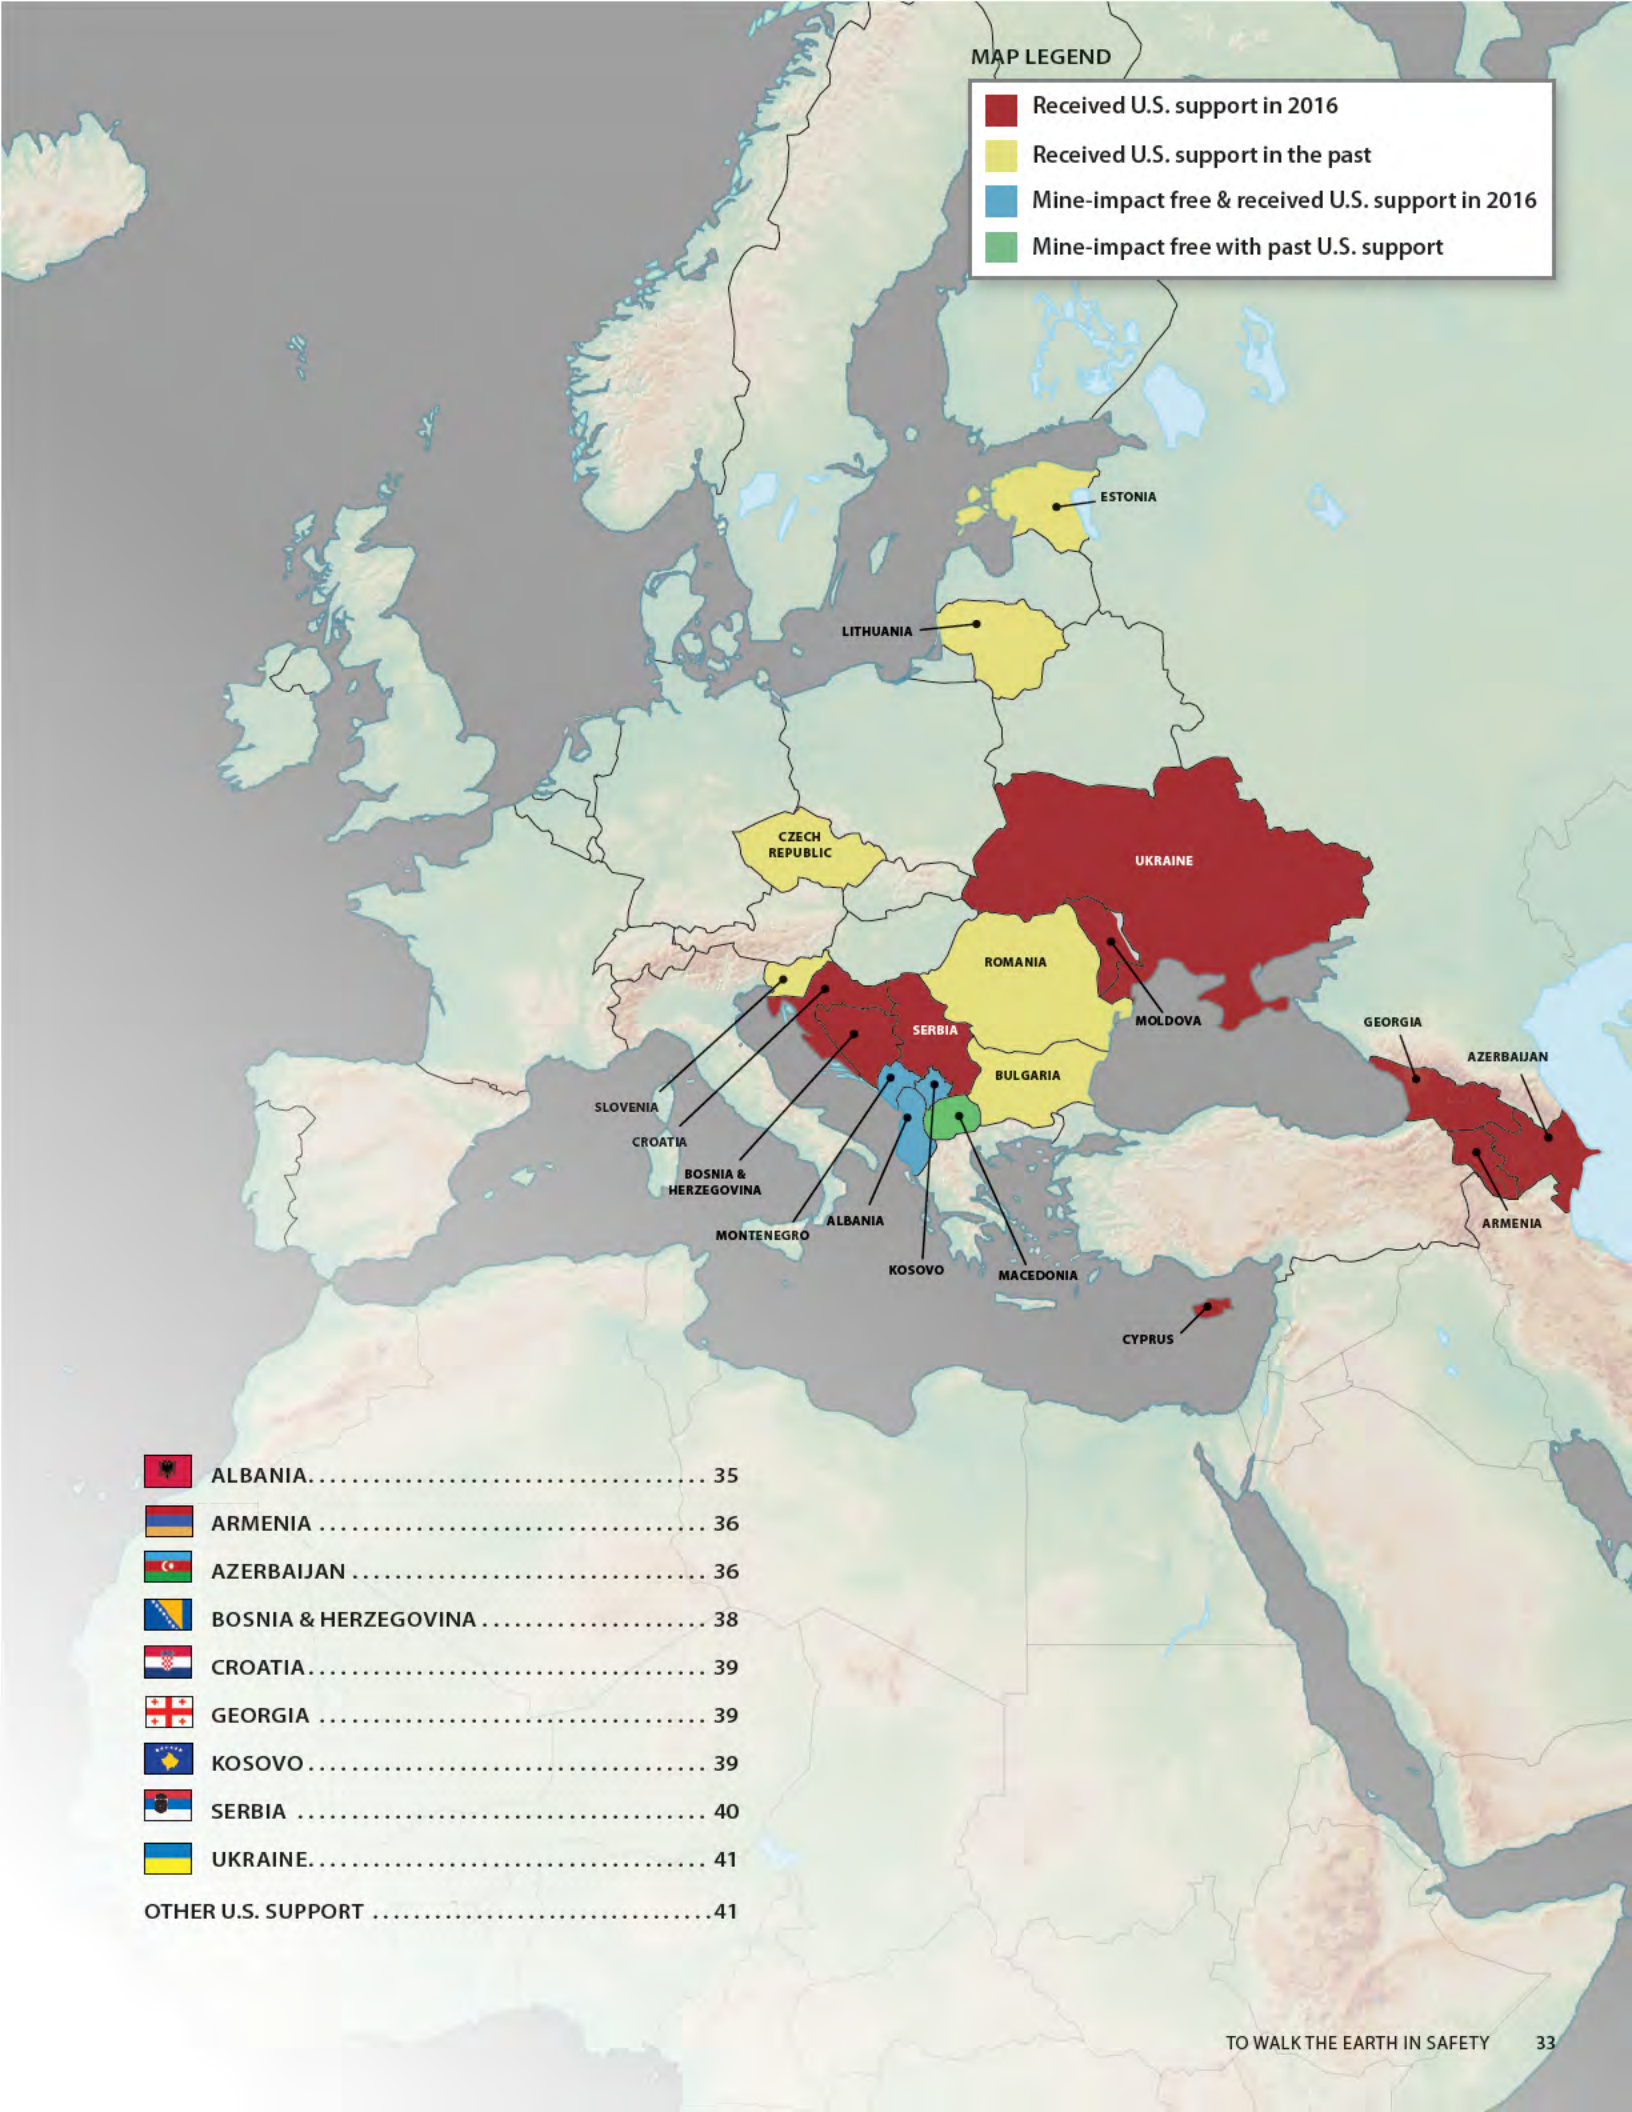 MAP LEGEND
Received U.S. support in 2016
Received U.S. support in the past
Mine-impact free & received U.S. support in 2016
Mine-impact free with past U.S. support
ESTONIA
LITHUANIA
CZECH
REPUBLIC
UKRAINE
ROMANIA
MOLDOVA
SERBIA
GEORGIA
AZERBAIJAN
BULGARIA
SLOVENIA
CROATIA
BOSNIA &
HERZEGOVINA
MONTENEGRO
ALBANIA
KOSOVO
MACEDONIA
ARMENIA
CYPRUS
ALBANIA. . . . . . . . . . . . . . . . . . . . . . . . . . . . . . . . . . . . . 35
ARMENIA . . . . . . . . . . . . . . . . . . . . . . . . . . . . . . . . . . . . 36
AZERBAIJAN . . . . . . . . . . . . . . . . . . . . . . . . . . . . . . . . . 36
BOSNIA & HERZEGOVINA . . . . . . . . . . . . . . . . . . . . . 38
CROATIA. . . . . . . . . . . . . . . . . . . . . . . . . . . . . . . . . . . . . 39
GEORGIA . . . . . . . . . . . . . . . . . . . . . . . . . . . . . . . . . . . . 39
KOSOVO . . . . . . . . . . . . . . . . . . . . . . . . . . . . . . . . . . . . . 39
SERBIA . . . . . . . . . . . . . . . . . . . . . . . . . . . . . . . . . . . . . . 40
UKRAINE. . . . . . . . . . . . . . . . . . . . . . . . . . . . . . . . . . . . . 41
OTHER U.S. SUPPORT . . . . . . . . . . . . . . . . . . . . . . . . . . . . . . . . .41
TO WALK THE EARTH IN SAFETY 33